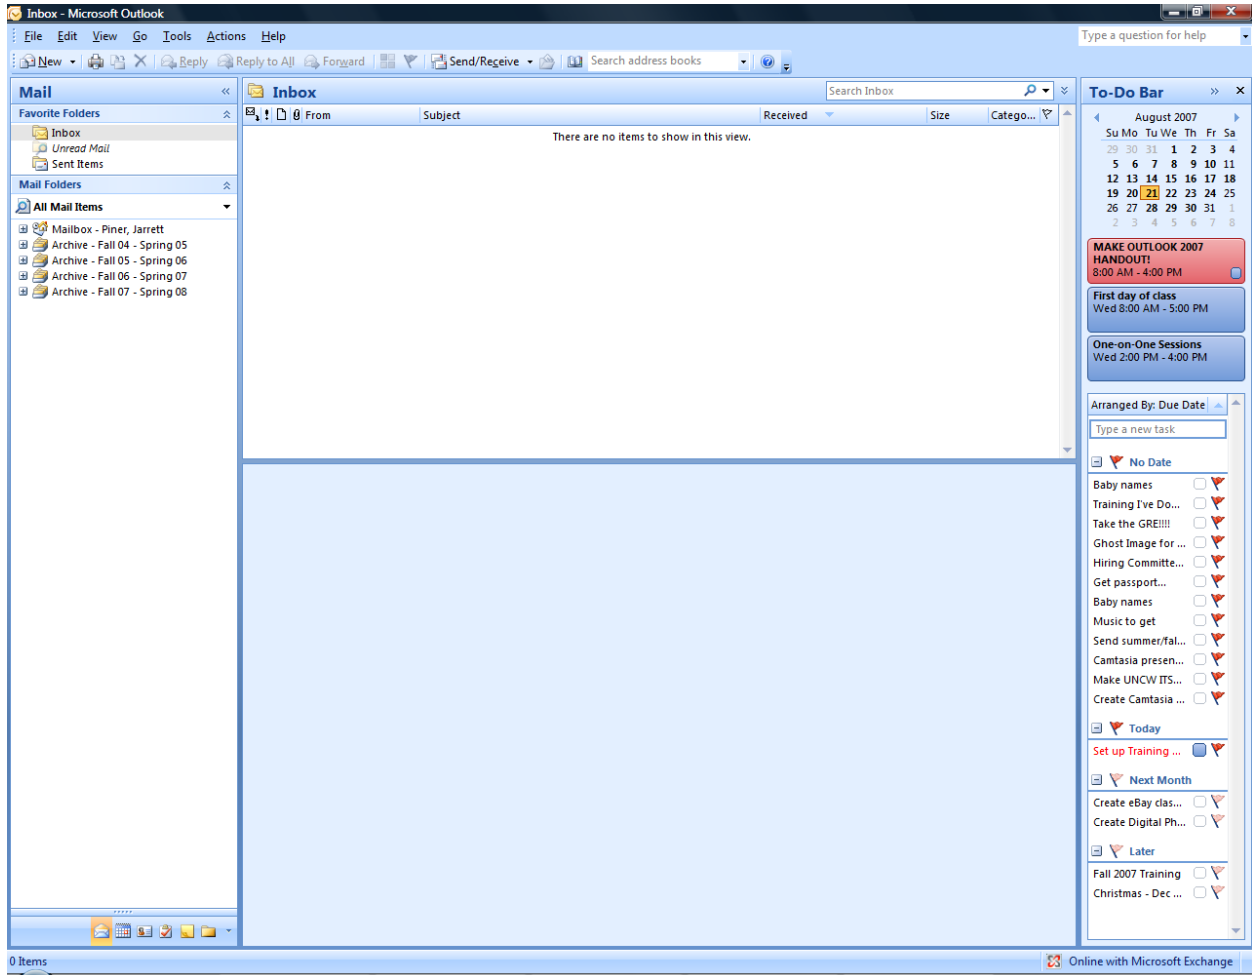 Inbox - Microsoft Outlook
File Edit View Go Tools Actions Help
Type a question for help
New Reply Reply to All Forward Send/Receive Search address books
Mail
Favorite Folders
Inbox
Unread Mail
Sent Items
Mail Folders
All Mail Items
Mailbox - Piner, Jarrett
Archive - Fall 04 - Spring 05
Archive - Fall 05 - Spring 06
Archive - Fall 06 - Spring 07
Archive - Fall 07 - Spring 08
Inbox
Search Inbox
From Subject Received Size Catego...
There are no items to show in this view.
To-Do Bar
August 2007
Su Mo Tu We Th Fr Sa
29 30 31 1 2 3 4
5 6 7 8 9 10 11
12 13 14 15 16 17 18
19 20 21 22 23 24 25
26 27 28 29 30 31 1
2 3 4 5 6 7 8
MAKE OUTLOOK 2007
HANDOUT!
8:00 AM - 4:00 PM
First day of class
Wed 8:00 AM - 5:00 PM
One-on-One Sessions
Wed 2:00 PM - 4:00 PM
Arranged By: Due Date
Type a new task
No Date
Baby names
Training I've Do...
Take the GRE!!!!
Ghost Image for ...
Hiring Committe...
Get passport...
Baby names
Music to get
Send summer/fal...
Camtasia presen...
Make UNCW ITS...
Create Camtasia ...
Today
Set up Training ...
Next Month
Create eBay clas...
Create Digital Ph...
Later
Fall 2007 Training
Christmas - Dec ...
0 Items
Online with Microsoft Exchange